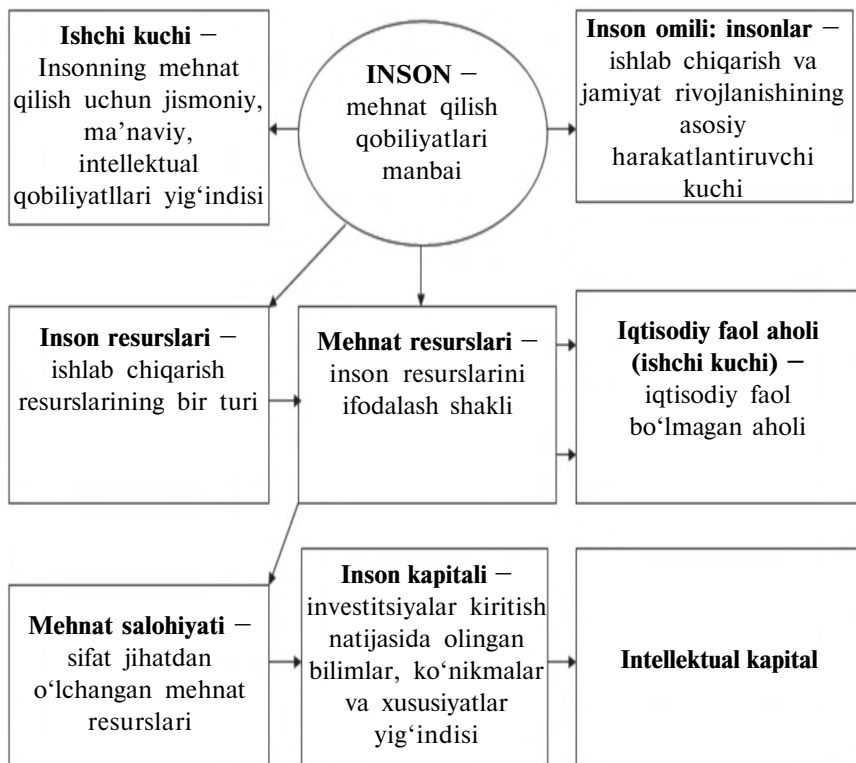 Ishchi kuchi –
Insonning mehnat
qilish uchun jismoniy,
ma’naviy,
intellektual
qobiliyatllari yig‘indisi
INSON –
mehnat qilish
qobiliyatlari
manbai
Inson omili: insonlar –
ishlab chiqarish va
jamiyat rivojlanishining
asosiy
harakatlantiruvchi
kuchi
Inson resurslari –
ishlab chiqarish
resurslarining bir turi
Mehnat resurslari –
inson resurslarini
ifodalash shakli
Iqtisodiy faol aholi
(ishchi kuchi) –
iqtisodiy faol
bo‘lmagan aholi
Mehnat salohiyati –
sifat jihatdan
o‘lchangan mehnat
resurslari
Inson kapitali –
investitsiyalar kiritish
natijasida olingan
bilimlar, ko‘nikmalar
va xususiyatlar
yig‘indisi
Intellektual kapital